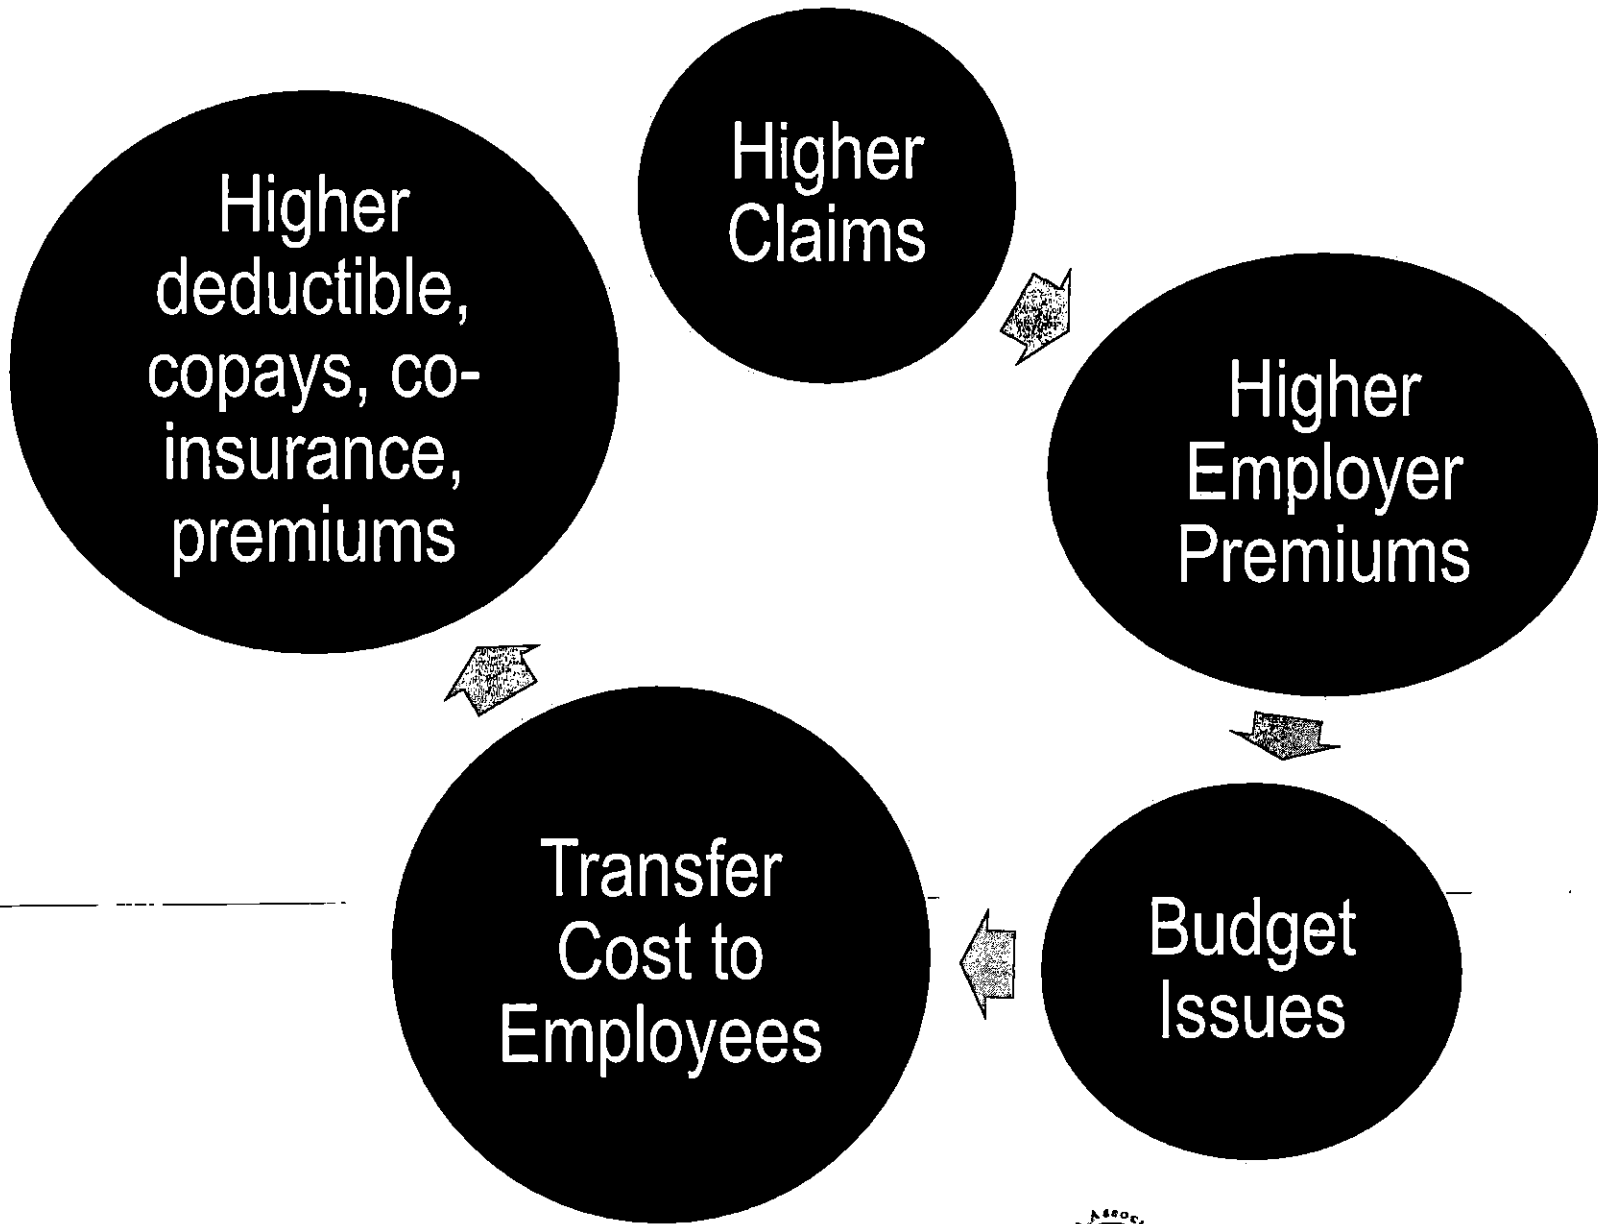 Higher
Claims
Higher
Employer
Premiums
Budget
Issues
Transfer
Cost to
Employees
Higher
deductible,
copays, co-
insurance,
premiums